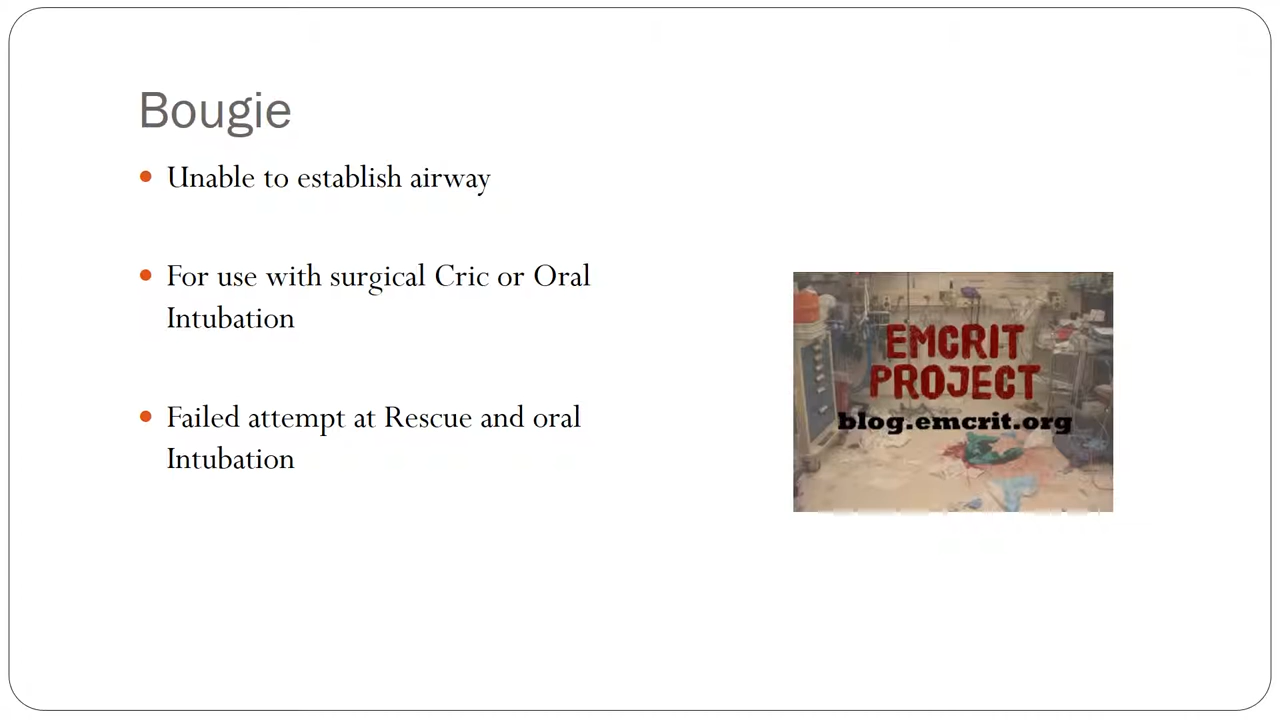 Bougie
Unable to establish airway
For use with surgical Cric or Oral
Intubation
Failed attempt at Rescue and oral
Intubation
EMCRIT
PROJECT
blog.emcrit.org